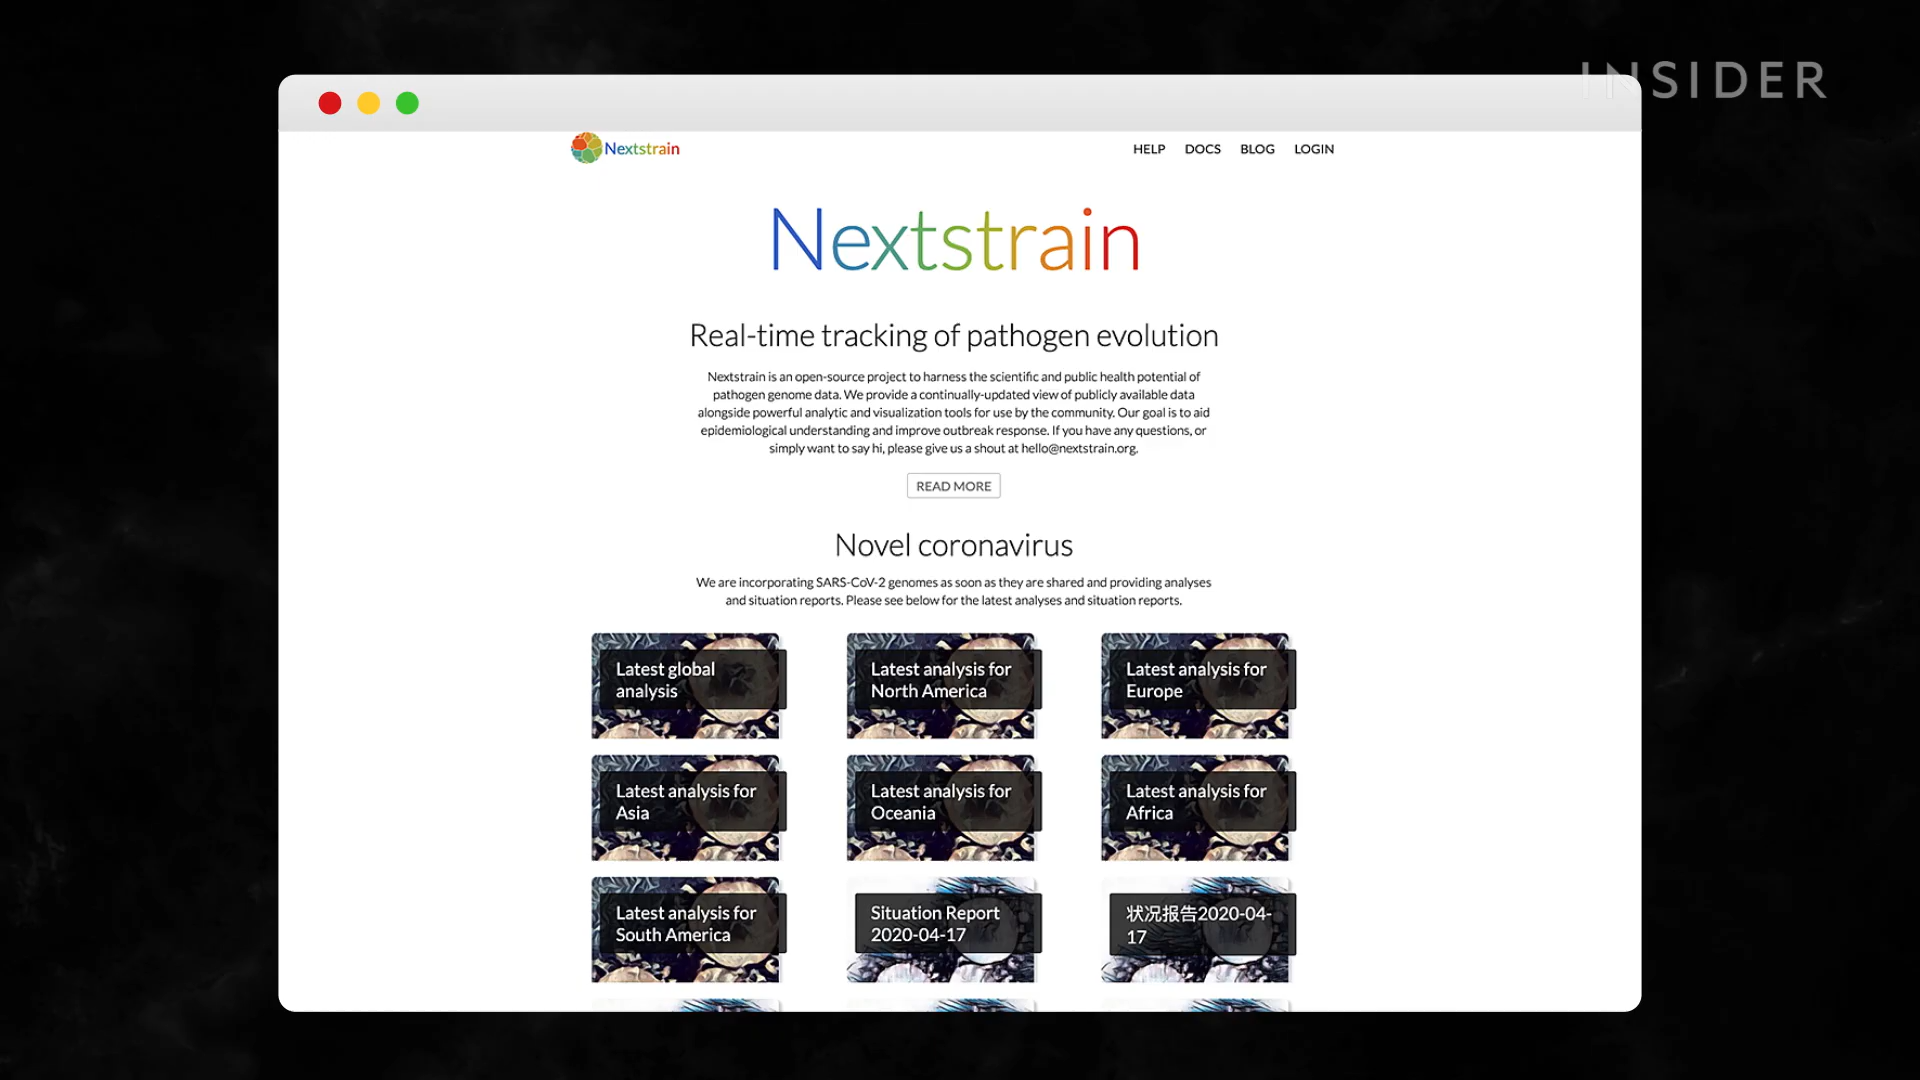 INSIDER
Nextstrain
HELP DOCS BLOG LOGIN
Nextstrain
Real-time tracking of pathogen evolution
Nextstrain is an open-source project to harness the scientific and public health potential of
pathogen genome data. We provide a continually-updated view of publicly available data
alongside powerful analytic and visualization tools for use by the community. Our goal is to aid
epidemiological understanding and improve outbreak response. If you have any questions, or
simply want to say hi, please give us a shout at hello@nextstrain.org.
READ MORE
Novel coronavirus
We are incorporating SARS-CoV-2 genomes as soon as they are shared and providing analyses
and situation reports. Please see below for the latest analyses and situation reports.
Latest global
analysis
Latest analysis for
North America
Latest analysis for
Europe
Latest analysis for
Asia
Latest analysis for
Oceania
Latest analysis for
Africa
Latest analysis for
South America
Situation Report
2020-04-17
状况报告2020-04-
17